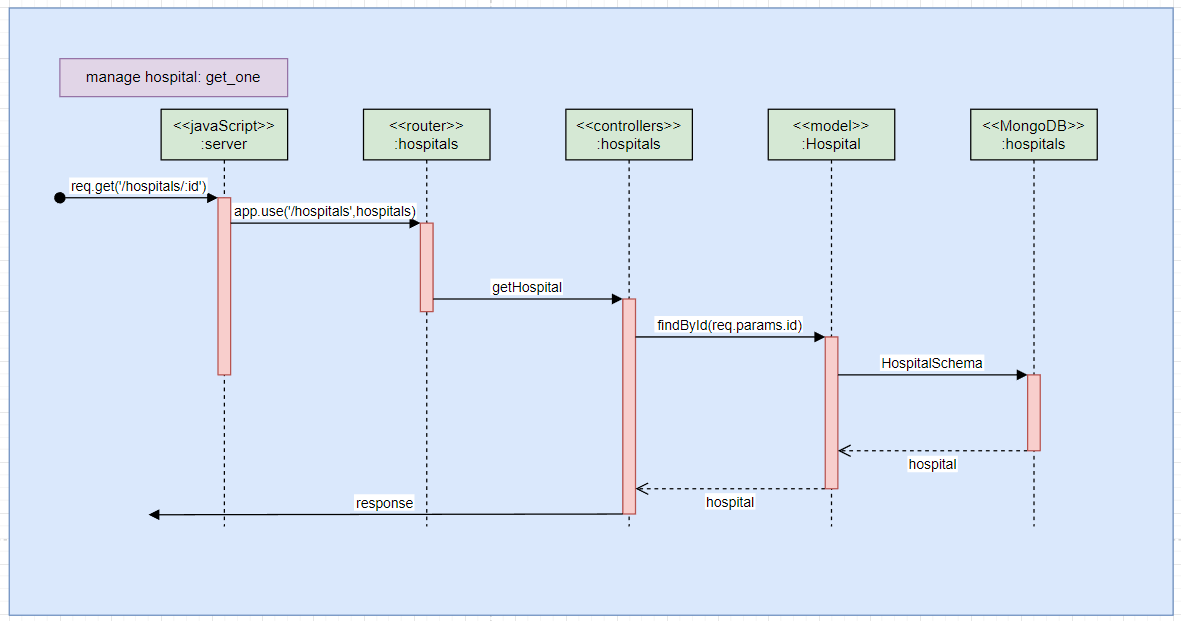 manage hospital: get_one
<<javaScript>>
:server
<<router>>
:hospitals
<<controllers>>
:hospitals
<<model>>
:Hospital
<<MongoDB>>
:hospitals
req.get('/hospitals/:id')
app.use('/hospitals',hospitals)
getHospital
findById(req.params.id)
HospitalSchema
hospital
hospital
response